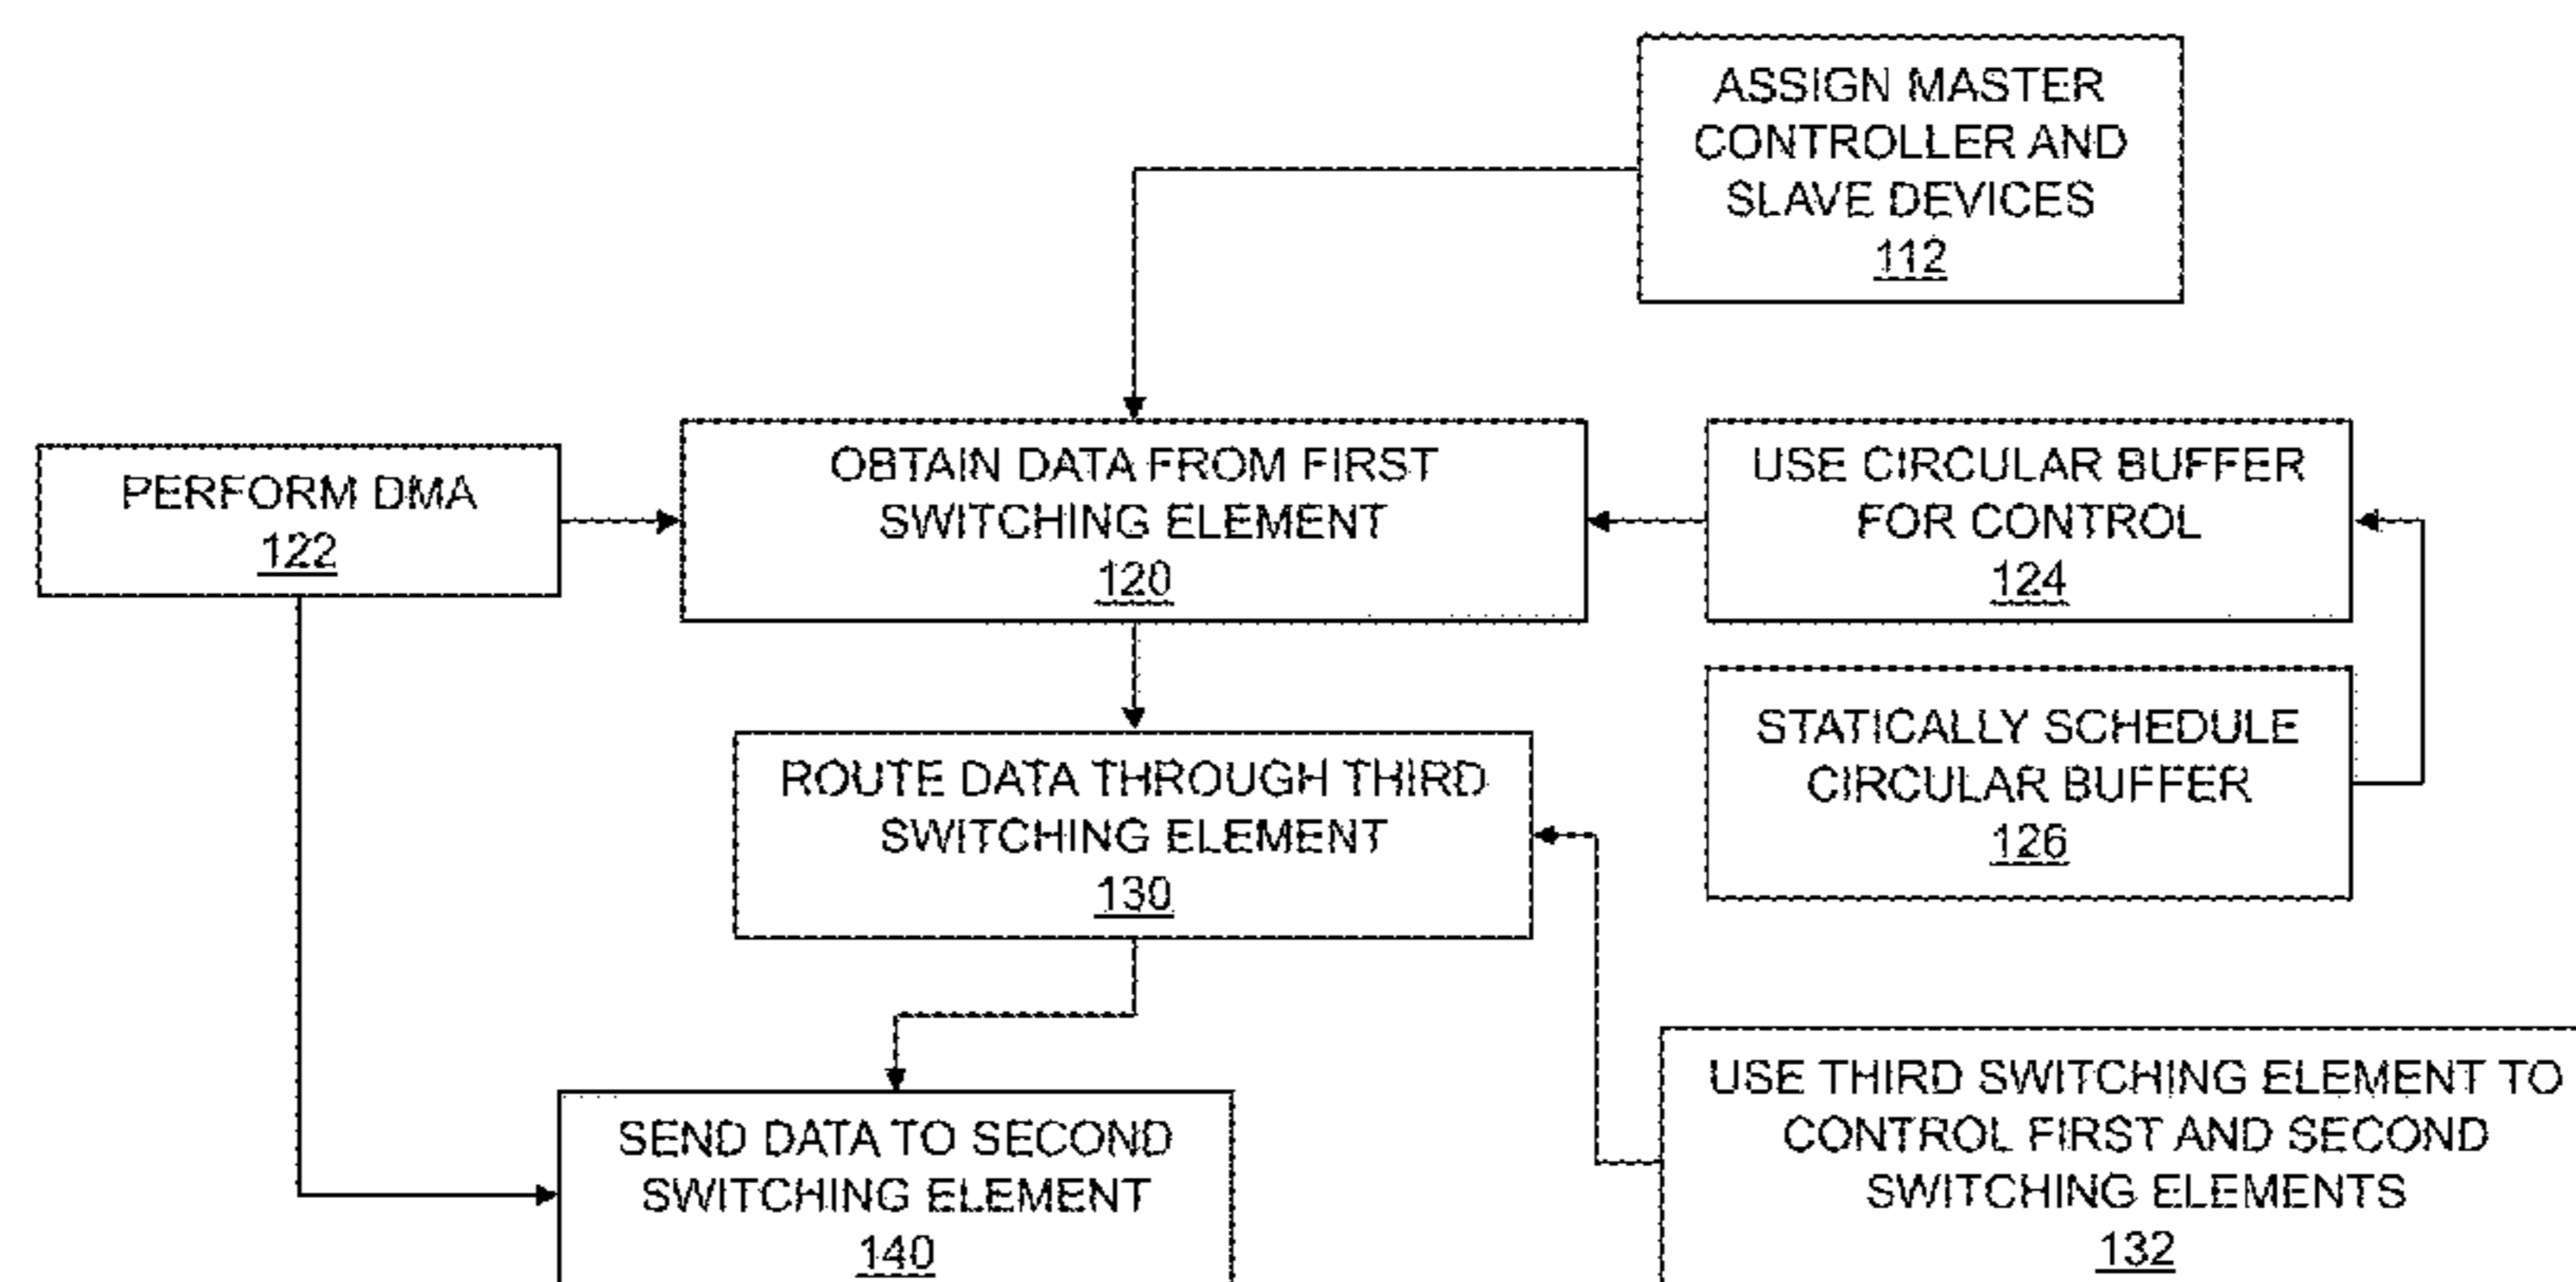 ASSIGN MASTER
CONTROLLER AND
SLAVE DEVICES
112
PERFORM DMA
122
OBTAIN DATA FROM FIRST
SWITCHING ELEMENT
120
USE CIRCULAR BUFFER
FOR CONTROL
124
STATICALLY SCHEDULE
CIRCULAR BUFFER
126
ROUTE DATA THROUGH THIRD
SWITCHING ELEMENT
130
SEND DATA TO SECOND
SWITCHING ELEMENT
140
USE THIRD SWITCHING ELEMENT TO
CONTROL FIRST AND SECOND
SWITCHING ELEMENTS
132